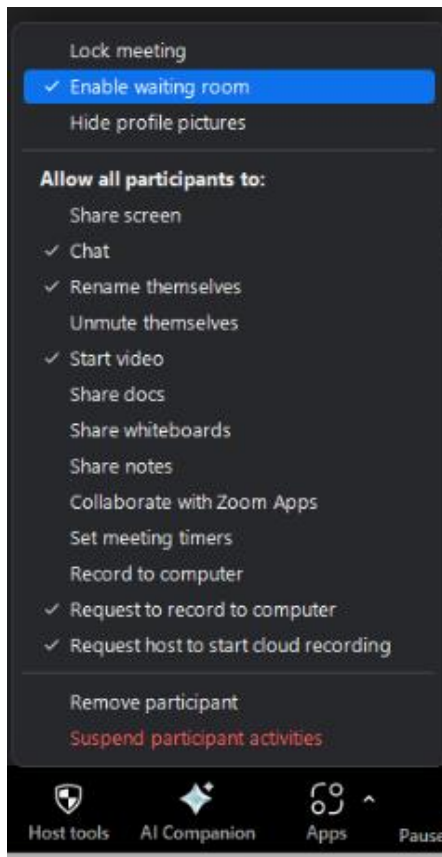 Lock meeting
Enable waiting room
Hide profile pictures
Allow all participants to:
Share screen
Chat
Rename themselves
Unmute themselves
Start video
Share docs
Share whiteboards
Share notes
Collaborate with Zoom Apps
Set meeting timers
Record to computer
Request to record to computer
Request host to start cloud recording
Remove participant
Suspend participant activities
Host tools AI Companion Apps Pause